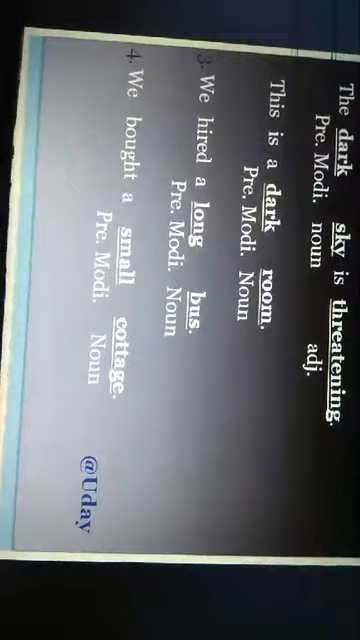 The dark sky is threatening.
Pre. Modi. noun adj.
This is a dark room.
Pre. Modi. Noun
3. We hired a long bus.
Pre. Modi. Noun
4. We bought a small cottage.
Pre. Modi. Noun
@Uday